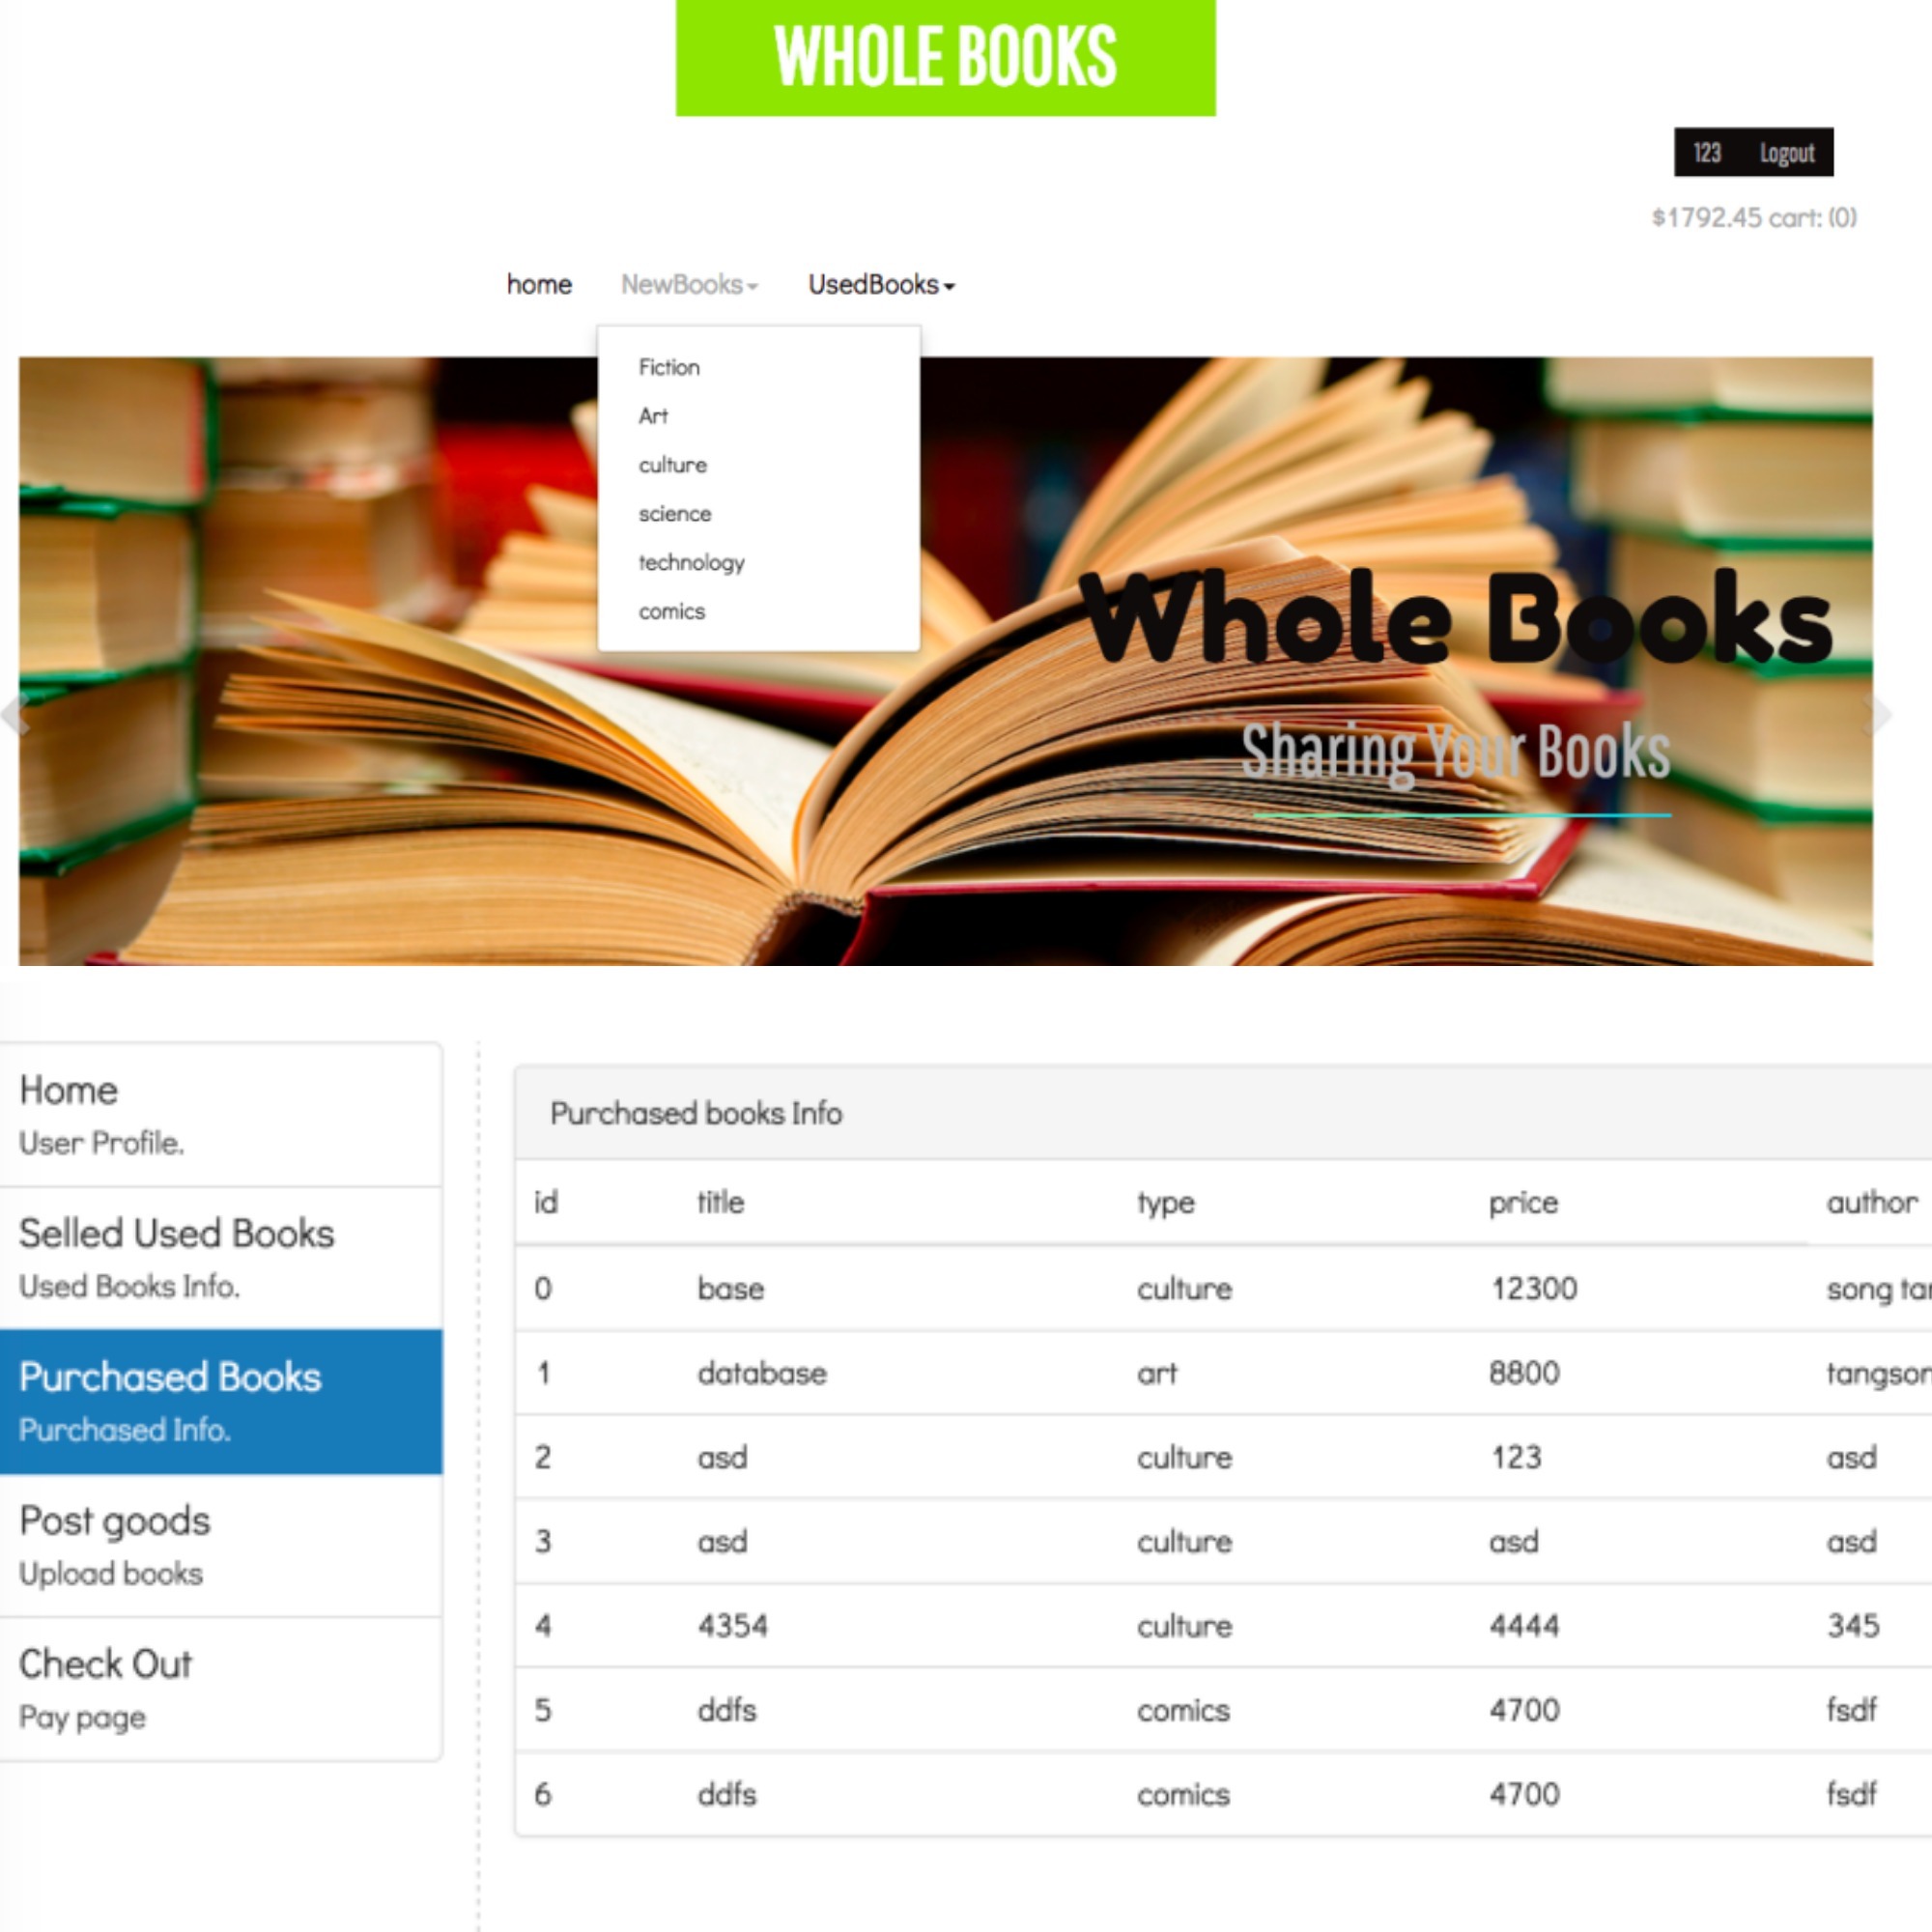 WHOLE BOOKS
123 Logout
$1792.45 cart: (0)
home NewBooks UsedBooks
Fiction
Art
culture
science
technology
comics
Whole Books
Sharing Your Books
Home
User Profile.
Selled Used Books
Used Books Info.
Purchased Books
Purchased Info.
Post goods
Upload books
Check Out
Pay page
Purchased books Info
id title type price author
0 base culture 12300 song
1 database art 8800
2 asd culture 123 asd
3 asd culture asd asd
4 4354 culture 4444 345
5 ddfs comics 4700 fsdf
6 ddfs comics 4700 fsdf